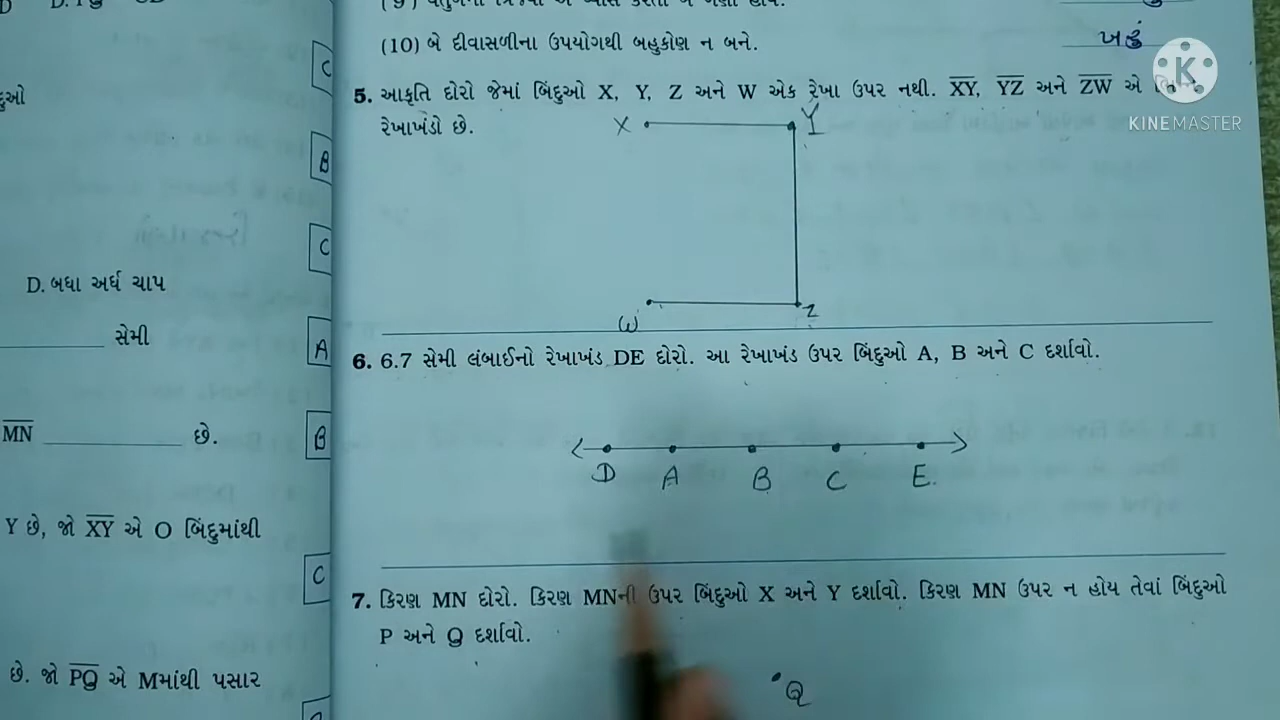 (10) બે દીવાસળીના ઉપયોગથી બહુકોણ ન બને.
ખરું
5. આકૃતિ દોરો જેમાં બિંદુઓ X, Y, Z અને W એક રેખા ઉપર નથી. XY, YZ અને ZW એ
રેખાખંડો છે.
X Y
W Z
6. 6.7 સેમી લંબાઈનો રેખાખંડ DE દોરો. આ રેખાખંડ ઉપર બિંદુઓ A, B અને C દર્શાવો.
D A B C E
7. કિરણ MN દોરો. કિરણ MNની ઉપર બિંદુઓ X અને Y દર્શાવો. કિરણ MN ઉપર ન હોય તેવાં બિંદુઓ
P અને Q દર્શાવો.
Q
C
B
C
D. બધા અર્ધ ચાપ
સેમી
A
MN છે.
B
Y છે, જો XY એ O બિંદુમાંથી
C
છે. જો PQ એ Mમાંથી પસાર
K
KINEMASTER